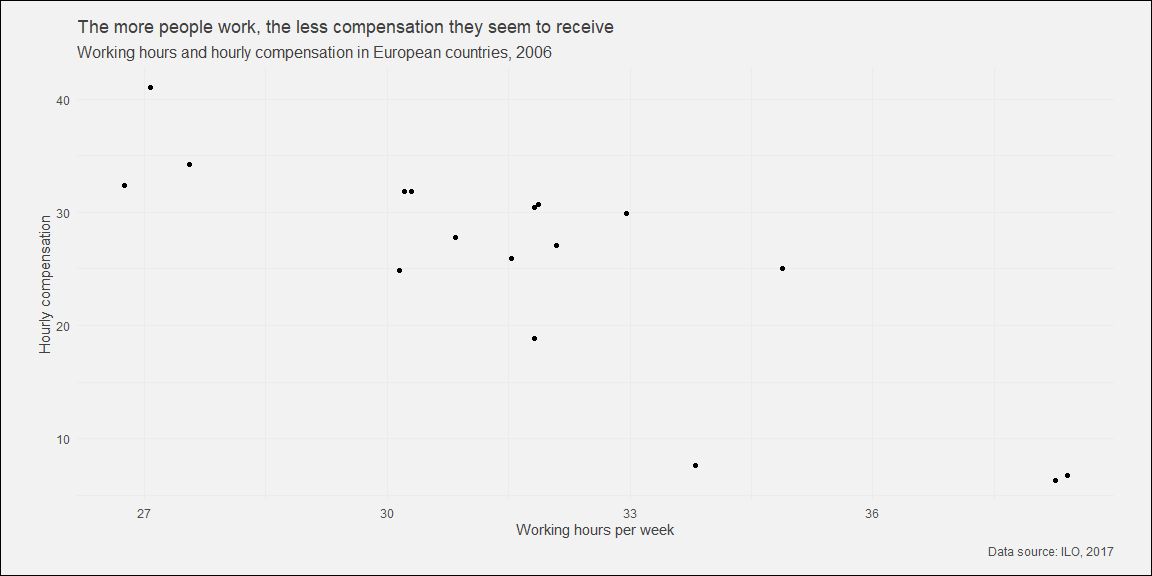 The more people work, the less compensation they seem to receive
Working hours and hourly compensation in European countries, 2006
40
30
20
10
Hourly compensation
27 30 33 36
Working hours per week
Data source: ILO, 2017